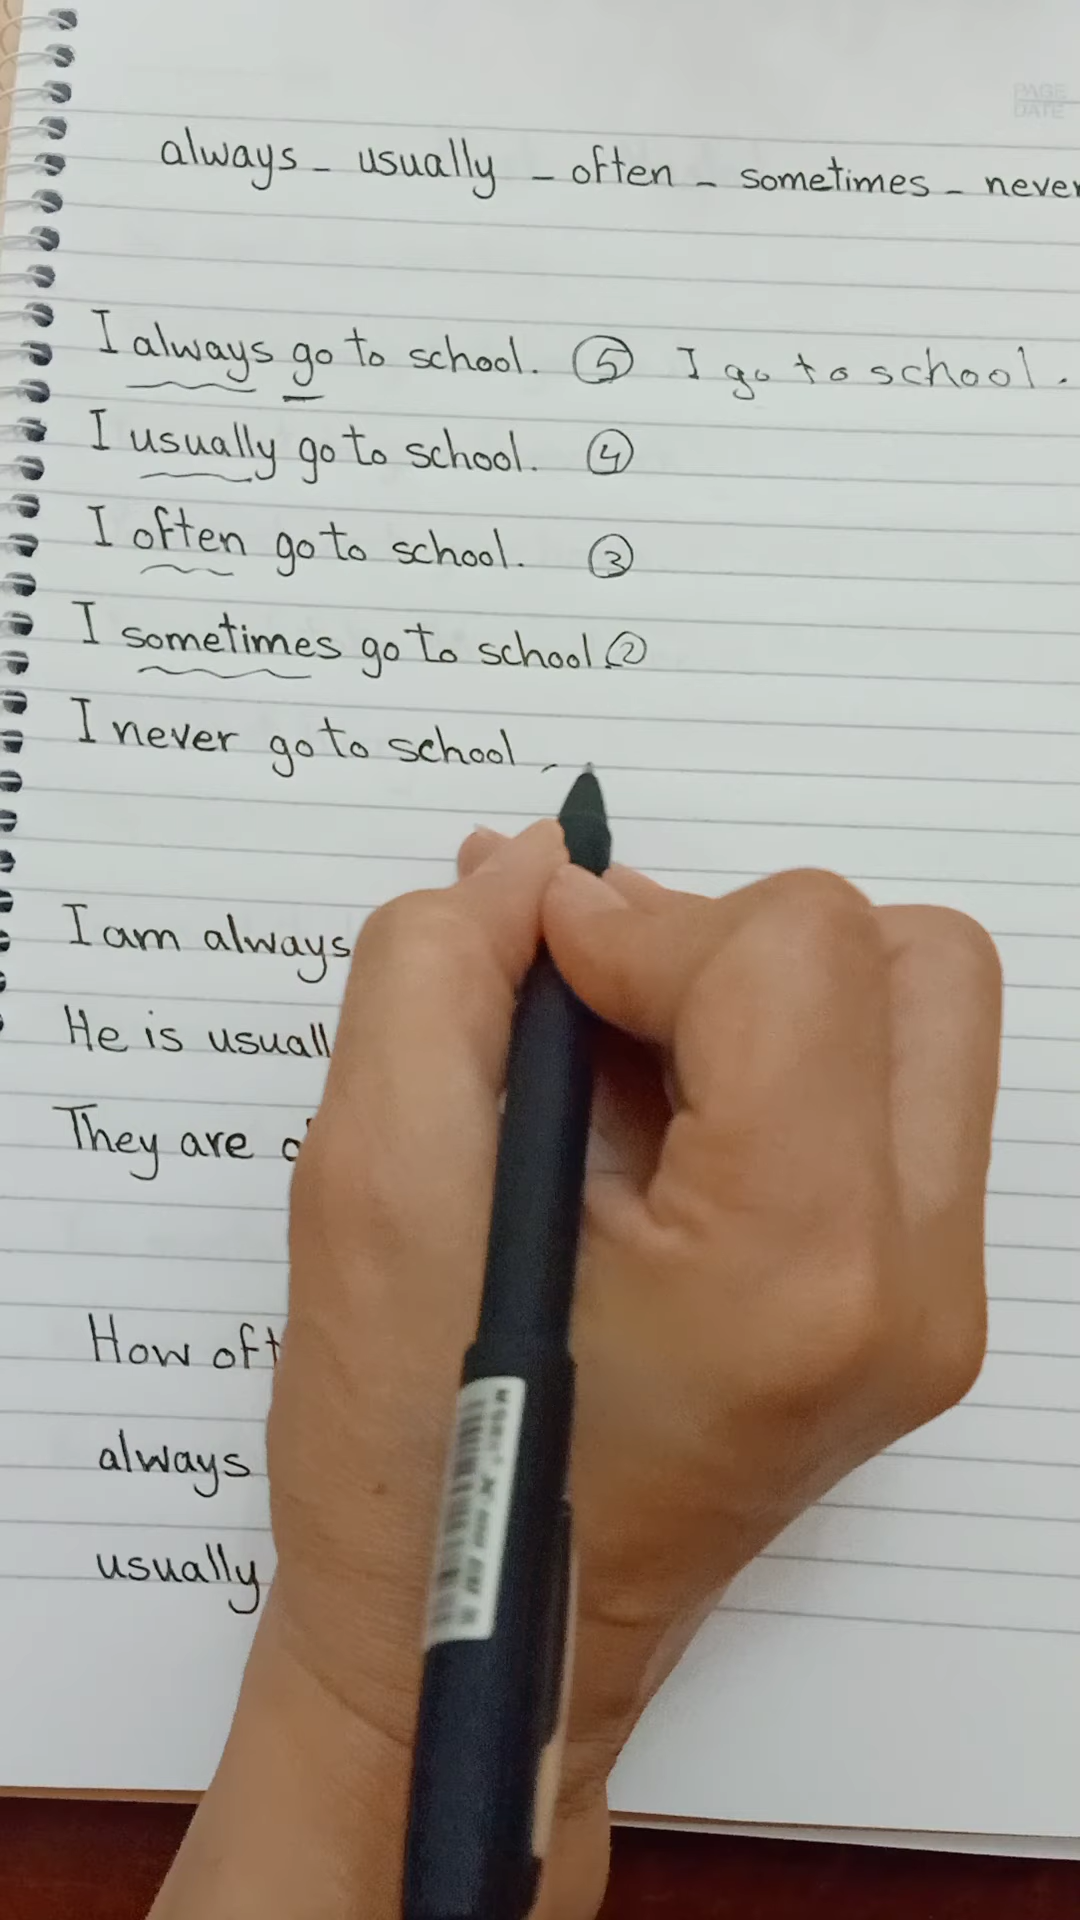 PAGE
DATE
always - usually - often - sometimes - never
I always go to school. ⑤ I go to school.
I usually go to school. ④
I often go to school. ③
I sometimes go to school. ②
I never go to school
I am always
He is usuall
They are o
How oft
always
usually